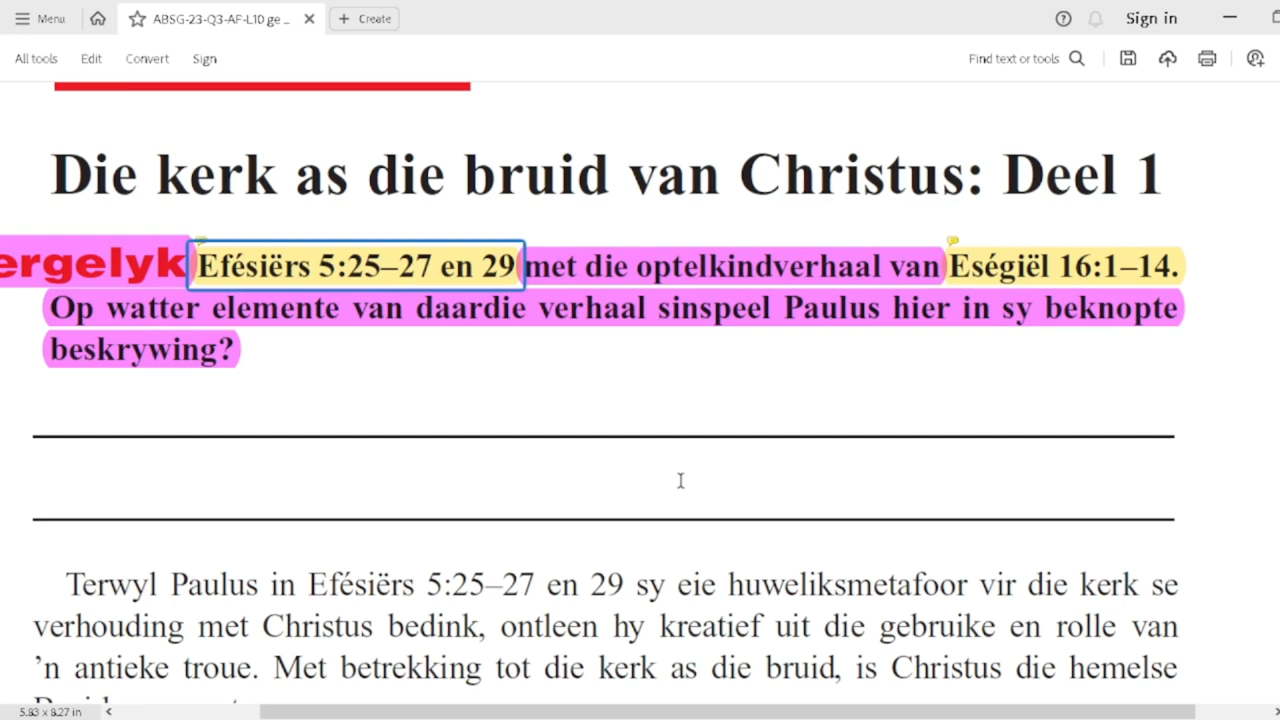 Menu
ABSG-23-Q3-AF-L10 ge ...
Create
Sign in
All tools Edit Convert Sign
Find text or tools
Die kerk as die bruid van Christus: Deel 1
ergelyk Efésiërs 5:25–27 en 29 met die optelkindverhaal van Eségiël 16:1–14.
Op watter elemente van daardie verhaal sinspeel Paulus hier in sy beknopte
beskrywing?
Terwyl Paulus in Efésiërs 5:25–27 en 29 sy eie huweliksmetafoor vir die kerk se
verhouding met Christus bedink, ontleen hy kreatief uit die gebruike en rolle van
’n antieke troue. Met betrekking tot die kerk as die bruid, is Christus die hemelse
5.83 x 8.27 in